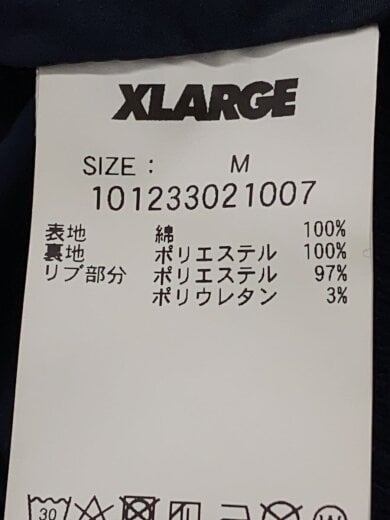 XLARGE
SIZE : M
101233021007
表地 綿 100%
裏地 ポリエステル 100%
リブ部分 ポリエステル 97%
ポリウレタン 3%
30